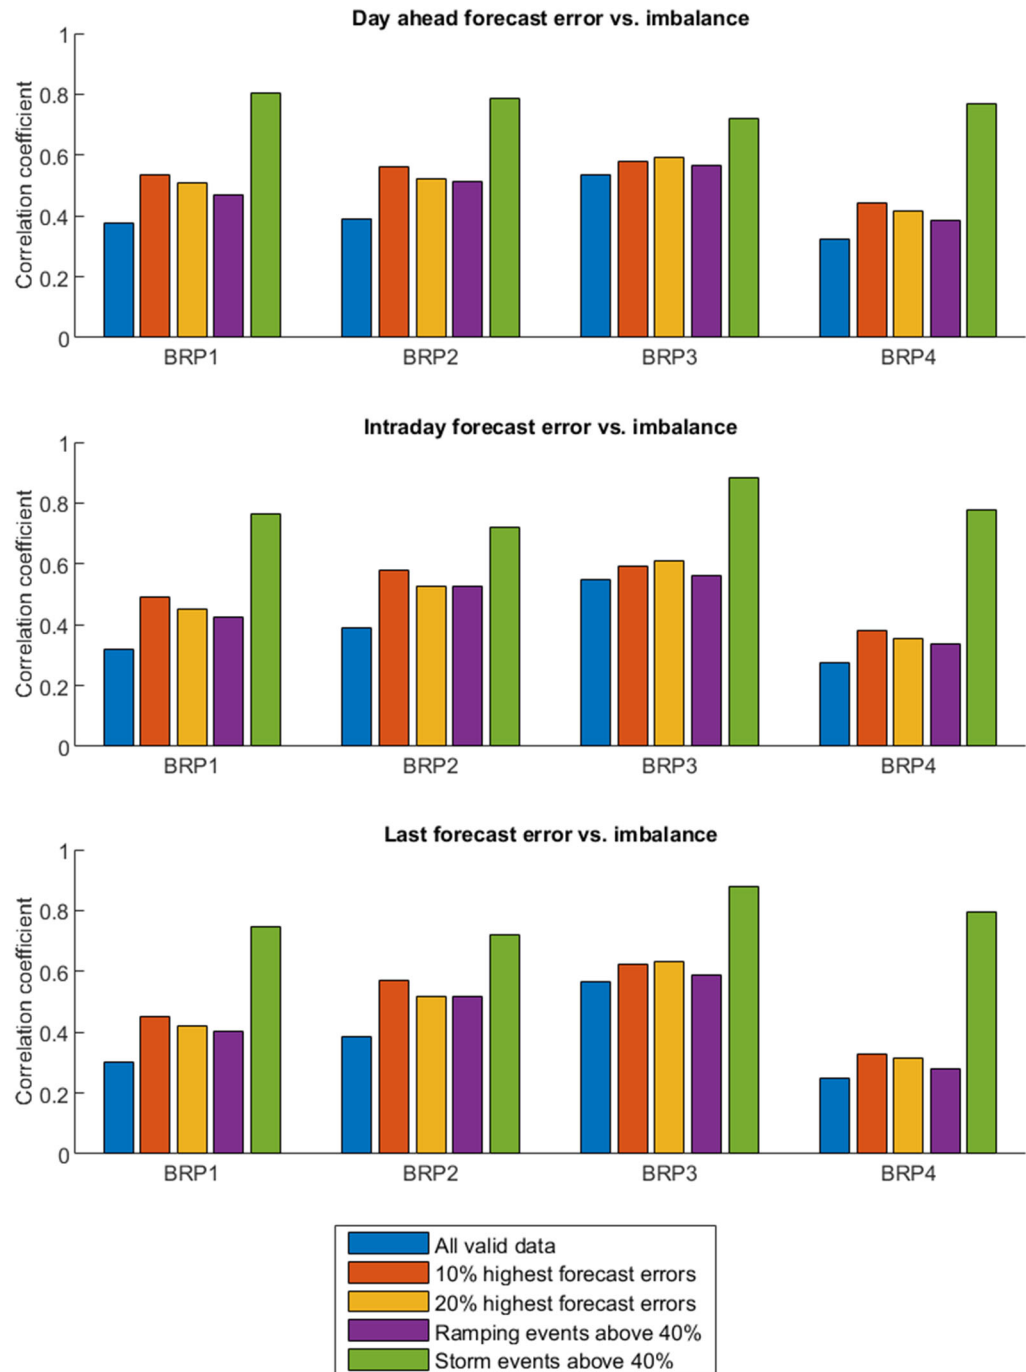 Day ahead forecast error vs. imbalance
Correlation coefficient
1
0.8
0.6
0.4
0.2
0
BRP1 BRP2 BRP3 BRP4
Intraday forecast error vs. imbalance
Correlation coefficient
1
0.8
0.6
0.4
0.2
0
BRP1 BRP2 BRP3 BRP4
Last forecast error vs. imbalance
Correlation coefficient
1
0.8
0.6
0.4
0.2
0
BRP1 BRP2 BRP3 BRP4
All valid data
10% highest forecast errors
20% highest forecast errors
Ramping events above 40%
Storm events above 40%